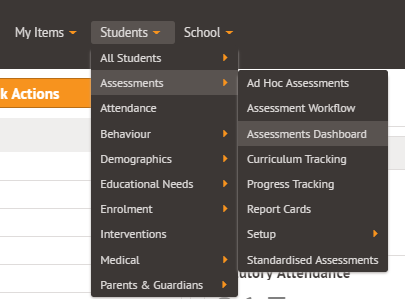 My Items
Students
School
All Students
k Actions
Assessments
Ad Hoc Assessments
Attendance
Assessment Workflow
Behaviour
Assessments Dashboard
Demographics
Curriculum Tracking
Educational Needs
Progress Tracking
Enrolment
Report Cards
Interventions
Setup
Medical
Standardised Assessments
utory Attendance
Parents & Guardians